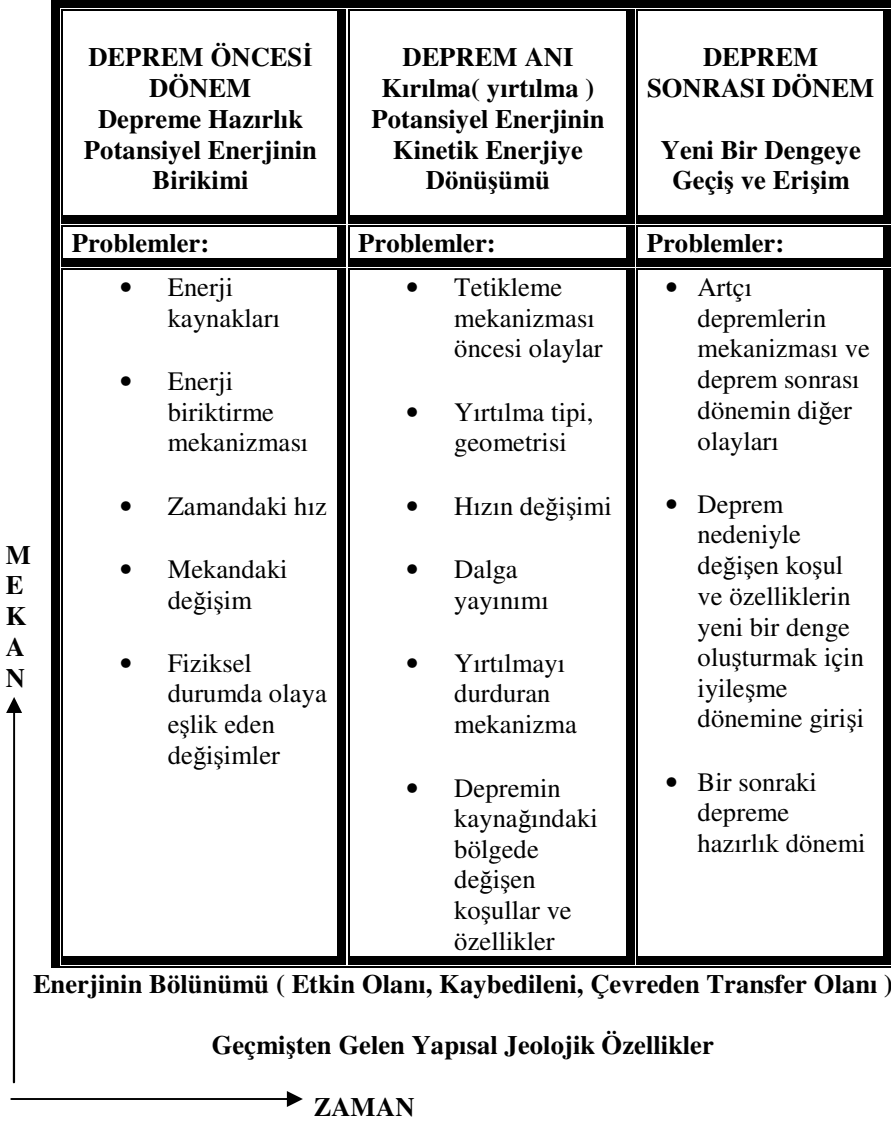 DEPREM ÖNCESİ
DÖNEM
Depreme Hazırlık
Potansiyel Enerjinin
Birikimi
DEPREM ANI
Kırılma( yırtılma )
Potansiyel Enerjinin
Kinetik Enerjiye
Dönüşümü
DEPREM
SONRASI DÖNEM
Yeni Bir Dengeye
Geçiş ve Erişim
Problemler:
Problemler:
Problemler:
• Enerji
kaynakları
• Enerji
biriktirme
mekanizması
• Zamandaki hız
• Mekandaki
değişim
• Fiziksel
durumda olaya
eşlik eden
değişimler
• Tetikleme
mekanizması
öncesi olaylar
• Yırtılma tipi,
geometrisi
• Hızın değişimi
• Dalga
yayınımı
• Yırtılmayı
durduran
mekanizma
• Depremin
kaynağındaki
bölgede
değişen
koşullar ve
özellikler
• Artçı
depremlerin
mekanizması ve
deprem sonrası
dönemin diğer
olayları
• Deprem
nedeniyle
değişen koşul
ve özelliklerin
yeni bir denge
oluşturmak için
iyileşme
dönemine girişi
• Bir sonraki
depreme
hazırlık dönemi
M
E
K
A
N
Enerjinin Bölünümü ( Etkin Olanı, Kaybedileni, Çevreden Transfer Olanı )
Geçmişten Gelen Yapısal Jeolojik Özellikler
ZAMAN